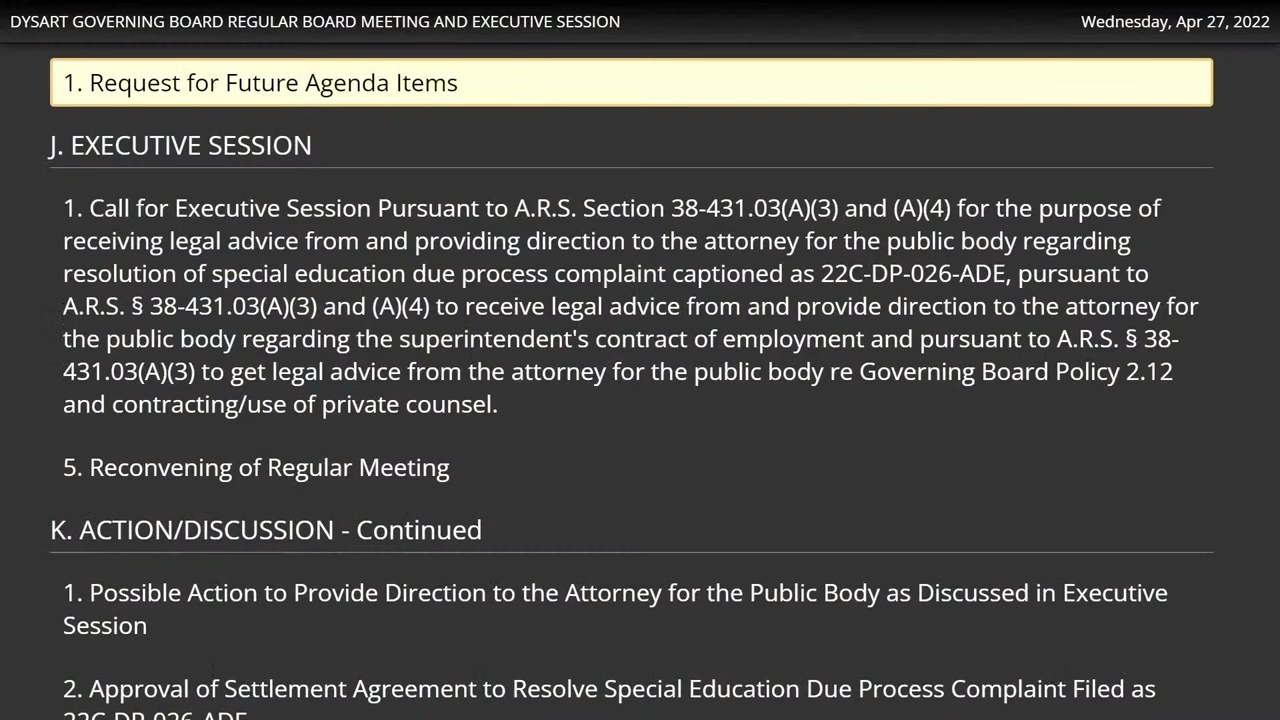 DYSART GOVERNING BOARD REGULAR BOARD MEETING AND EXECUTIVE SESSION
Wednesday, Apr 27, 2022
1. Request for Future Agenda Items
J. EXECUTIVE SESSION
1. Call for Executive Session Pursuant to A.R.S. Section 38-431.03(A)(3) and (A)(4) for the purpose of
receiving legal advice from and providing direction to the attorney for the public body regarding
resolution of special education due process complaint captioned as 22C-DP-026-ADE, pursuant to
A.R.S. § 38-431.03(A)(3) and (A)(4) to receive legal advice from and provide direction to the attorney for
the public body regarding the superintendent's contract of employment and pursuant to A.R.S. § 38-
431.03(A)(3) to get legal advice from the attorney for the public body re Governing Board Policy 2.12
and contracting/use of private counsel.
5. Reconvening of Regular Meeting
K. ACTION/DISCUSSION - Continued
1. Possible Action to Provide Direction to the Attorney for the Public Body as Discussed in Executive
Session
2. Approval of Settlement Agreement to Resolve Special Education Due Process Complaint Filed as
22C-DP-026-ADE